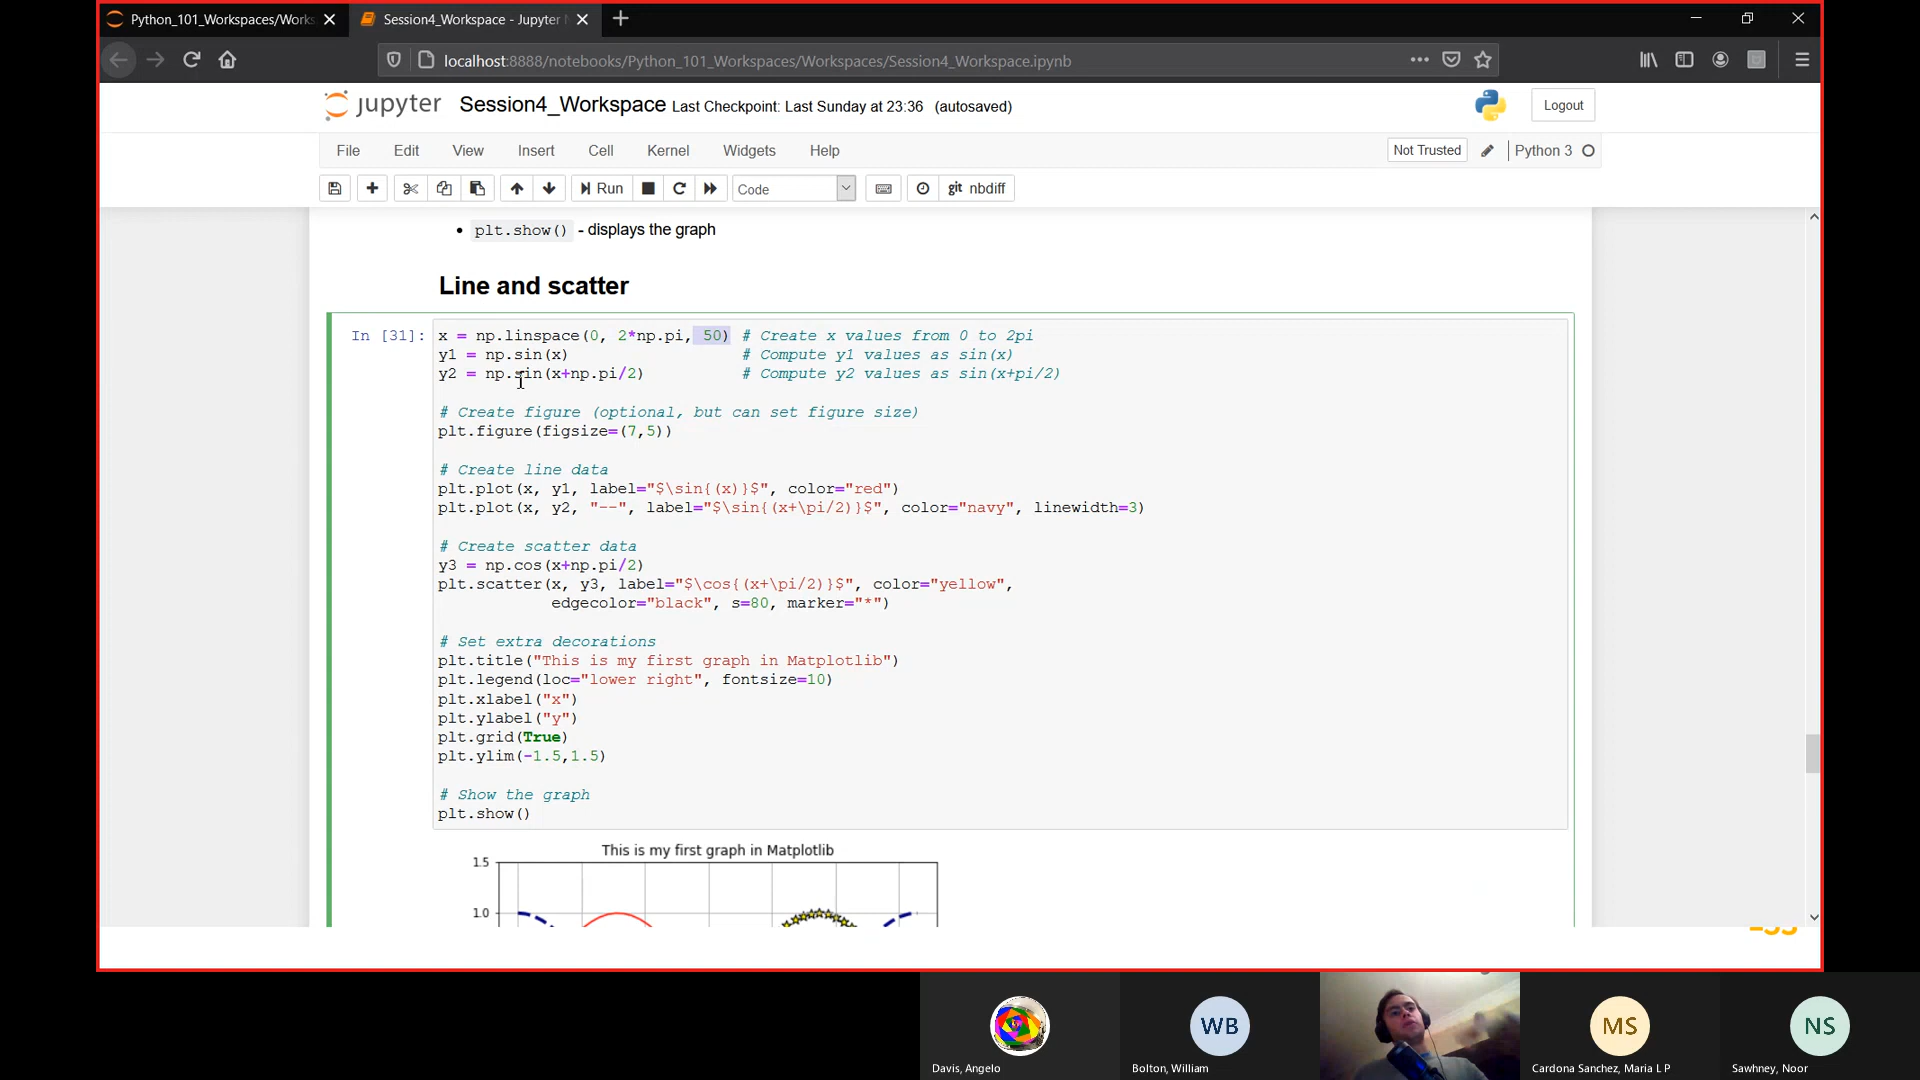 Python_101_Workspaces/Works
Session4_Workspace - Jupyter N
localhost:8888/notebooks/Python_101_Workspaces/Workspaces/Session4_Workspace.ipynb
jupyter Session4_Workspace Last Checkpoint: Last Sunday at 23:36 (autosaved)
Logout
File Edit View Insert Cell Kernel Widgets Help
Not Trusted Python 3
Run Code git nbdiff
plt.show() - displays the graph
Line and scatter
In [31]: x = np.linspace(0, 2*np.pi, 50) # Create x values from 0 to 2pi
y1 = np.sin(x) # Compute y1 values as sin(x)
y2 = np.sin(x+np.pi/2) # Compute y2 values as sin(x+pi/2)
# Create figure (optional, but can set figure size)
plt.figure(figsize=(7,5))
# Create line data
plt.plot(x, y1, label="$\sin{(x)}$", color="red")
plt.plot(x, y2, "--", label="$\sin{(x+\pi/2)}$", color="navy", linewidth=3)
# Create scatter data
y3 = np.cos(x+np.pi/2)
plt.scatter(x, y3, label="$\cos{(x+\pi/2)}$", color="yellow",
edgecolor="black", s=80, marker="*")
# Set extra decorations
plt.title("This is my first graph in Matplotlib")
plt.legend(loc="lower right", fontsize=10)
plt.xlabel("x")
plt.ylabel("y")
plt.grid(True)
plt.ylim(-1.5,1.5)
# Show the graph
plt.show()
This is my first graph in Matplotlib
1.5
1.0
WB
MS
NS
Davis, Angelo
Bolton, William
Cardona Sanchez, Maria L P
Sawhney, Noor